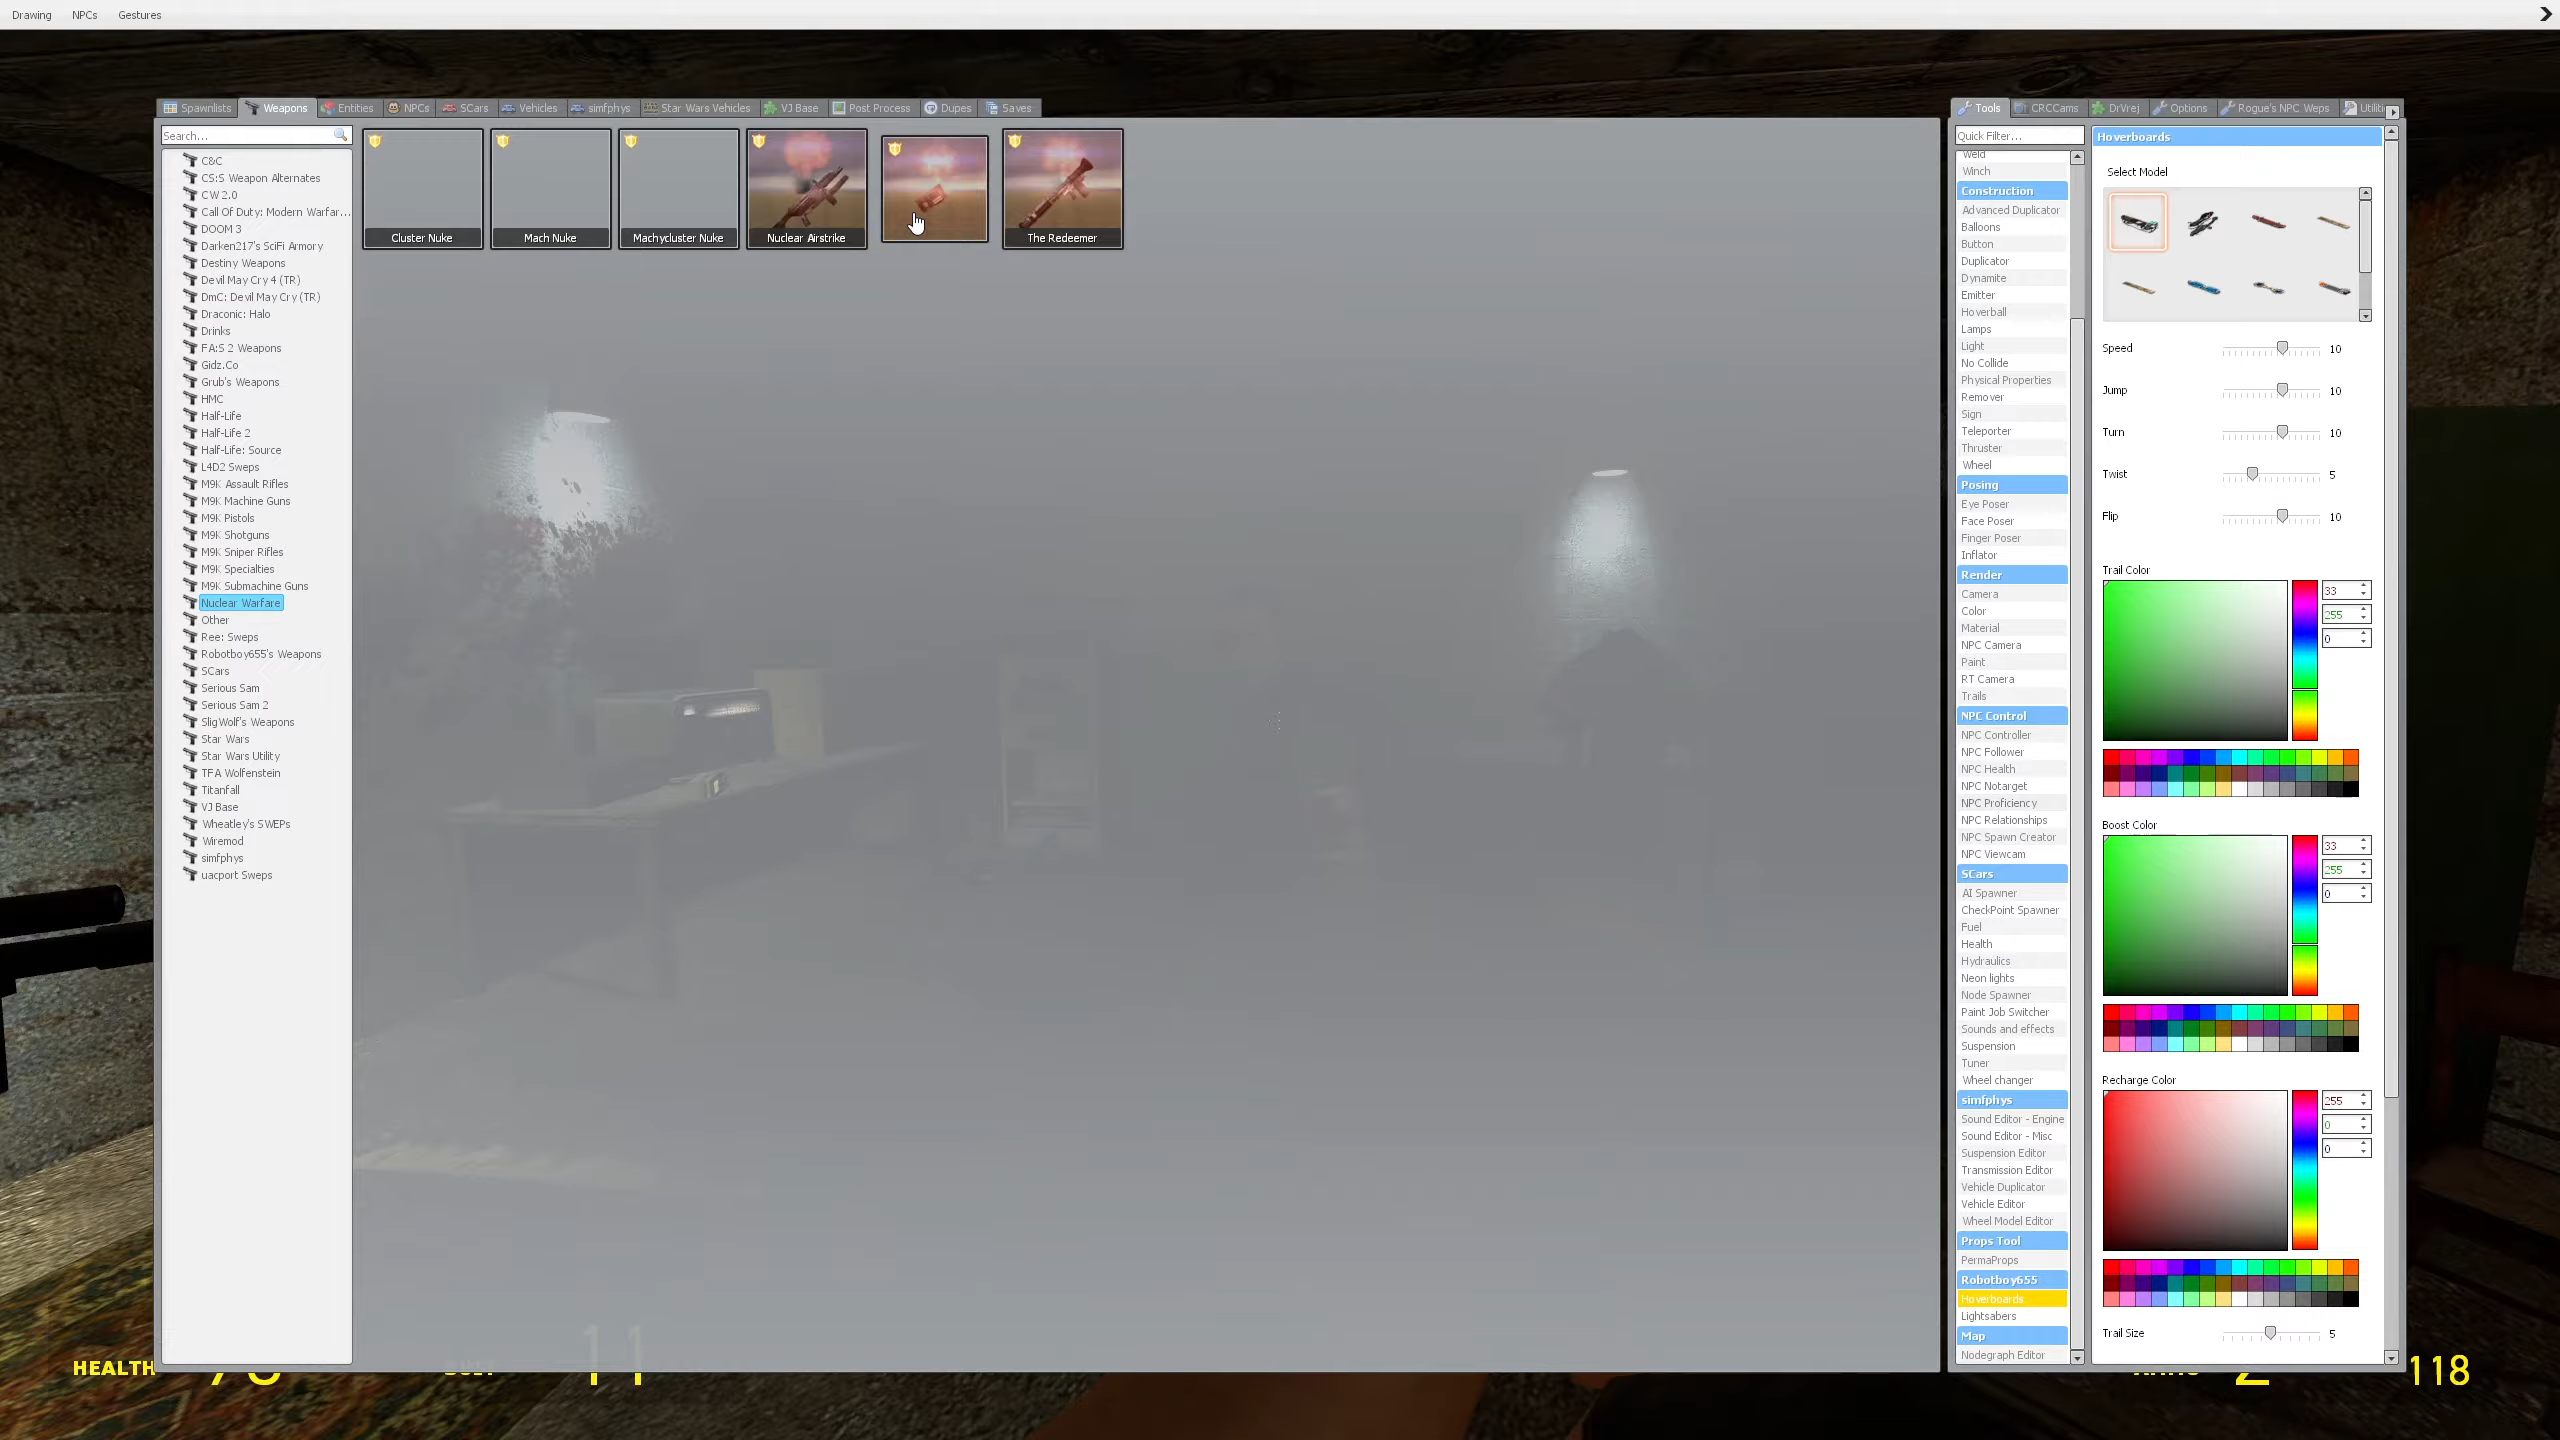 Drawing NPCs Gestures
Spawnlists Weapons Entities NPCs SCars Vehicles simfphys Star Wars Vehicles VJ Base Post Process Dupes Saves
Search...
C&C
CS:S Weapon Alternates
CW 2.0
Call Of Duty: Modern Warfar...
DOOM 3
Darken217's SciFi Armory
Destiny Weapons
Devil May Cry 4 (TR)
DmC: Devil May Cry (TR)
Draconic: Halo
Drinks
FA:S 2 Weapons
Gidz.Co
Grub's Weapons
HMC
Half-Life
Half-Life 2
Half-Life: Source
L4D2 Sweps
M9K Assault Rifles
M9K Machine Guns
M9K Pistols
M9K Shotguns
M9K Sniper Rifles
M9K Specialties
M9K Submachine Guns
Nuclear Warfare
Other
Ree: Sweps
Robotboy655's Weapons
SCars
Serious Sam
Serious Sam 2
SligWolf's Weapons
Star Wars
Star Wars Utility
TFA Wolfenstein
Titanfall
VJ Base
Wheatley's SWEPs
Wiremod
simfphys
uacport Sweps
Cluster Nuke
Mach Nuke
Machycluster Nuke
Nuclear Airstrike
The Redeemer
Tools CRCCams DrVrej Options Rogue's NPC Weps Utiliti
Quick Filter...
Weld
Winch
Construction
Advanced Duplicator
Balloons
Button
Duplicator
Dynamite
Emitter
Hoverball
Lamps
Light
No Collide
Physical Properties
Remover
Sign
Teleporter
Thruster
Wheel
Posing
Eye Poser
Face Poser
Finger Poser
Inflator
Render
Camera
Color
Material
NPC Camera
Paint
RT Camera
Trails
NPC Control
NPC Controller
NPC Follower
NPC Health
NPC Notarget
NPC Proficiency
NPC Relationships
NPC Spawn Creator
NPC Viewcam
SCars
AI Spawner
CheckPoint Spawner
Fuel
Health
Hydraulics
Neon lights
Node Spawner
Paint Job Switcher
Sounds and effects
Suspension
Tuner
Wheel changer
simfphys
Sound Editor - Engine
Sound Editor - Misc
Suspension Editor
Transmission Editor
Vehicle Duplicator
Vehicle Editor
Wheel Model Editor
Props Tool
PermaProps
Robotboy655
Hoverboards
Lightsabers
Map
Nodegraph Editor
Hoverboards
Select Model
Speed 10
Jump 10
Turn 10
Twist 5
Flip 10
Trail Color
33
255
0
Boost Color
33
255
0
Recharge Color
255
0
0
Trail Size 5
HEALTH
11
118